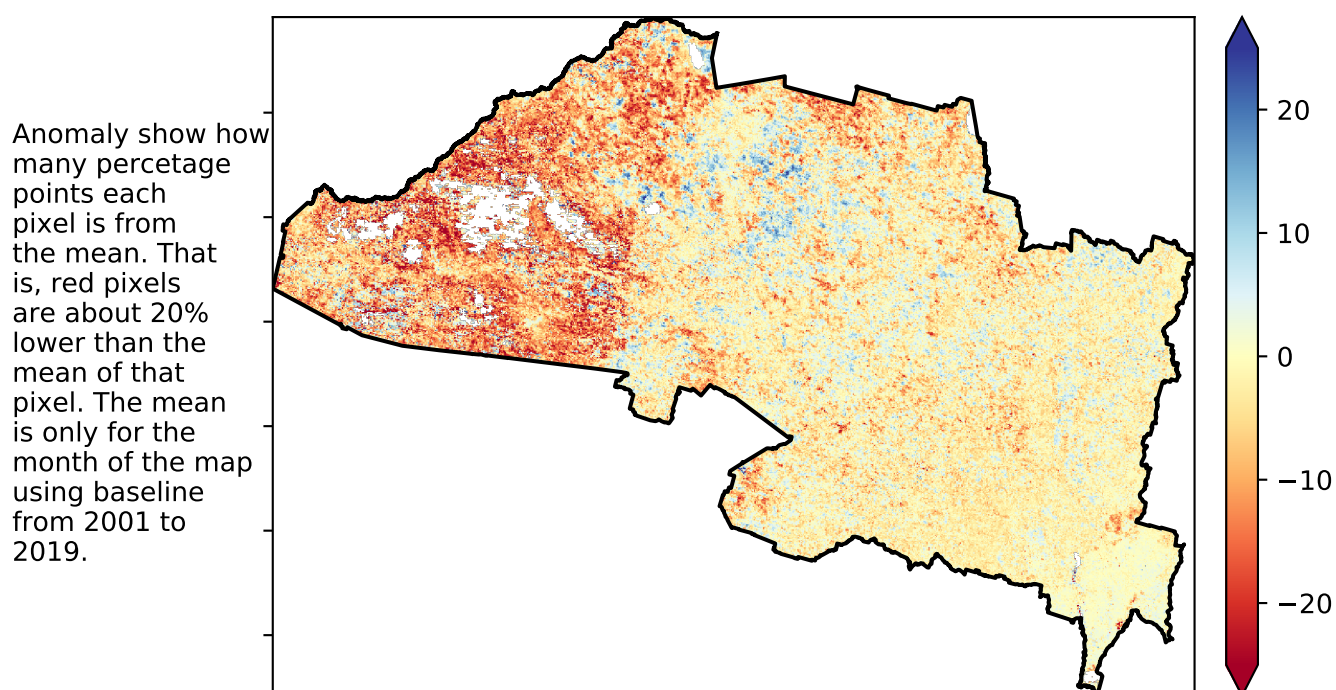 Anomaly show how
many percetage
points each
pixel is from
the mean. That
is, red pixels
are about 20%
lower than the
mean of that
pixel. The mean
is only for the
month of the map
using baseline
from 2001 to
2019.
20
10
0
−10
−20